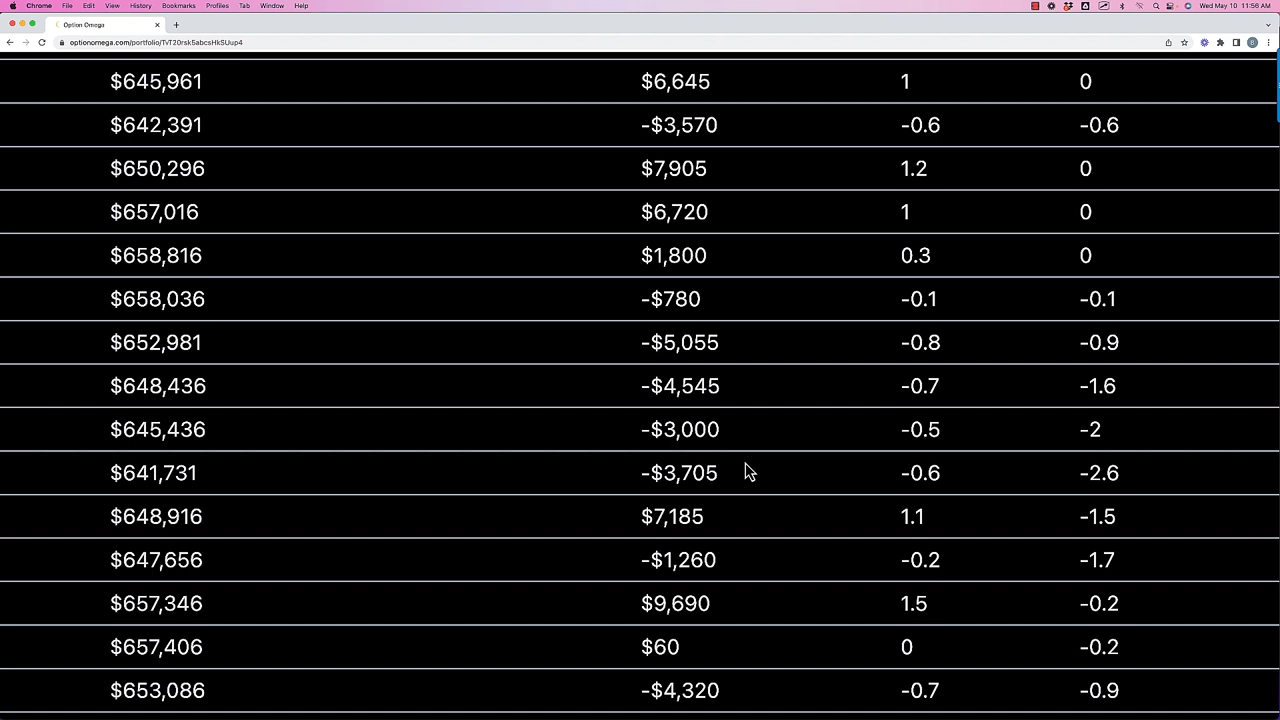 Chrome File Edit View History Bookmarks Profiles Tab Window Help Wed May 10 11:56 AM
Option Omega
$645,961 $6,645 1 0
$642,391 -$3,570 -0.6 -0.6
$650,296 $7,905 1.2 0
$657,016 $6,720 1 0
$658,816 $1,800 0.3 0
$658,036 -$780 -0.1 -0.1
$652,981 -$5,055 -0.8 -0.9
$648,436 -$4,545 -0.7 -1.6
$645,436 -$3,000 -0.5 -2
$641,731 -$3,705 -0.6 -2.6
$648,916 $7,185 1.1 -1.5
$647,656 -$1,260 -0.2 -1.7
$657,346 $9,690 1.5 -0.2
$657,406 $60 0 -0.2
$653,086 -$4,320 -0.7 -0.9